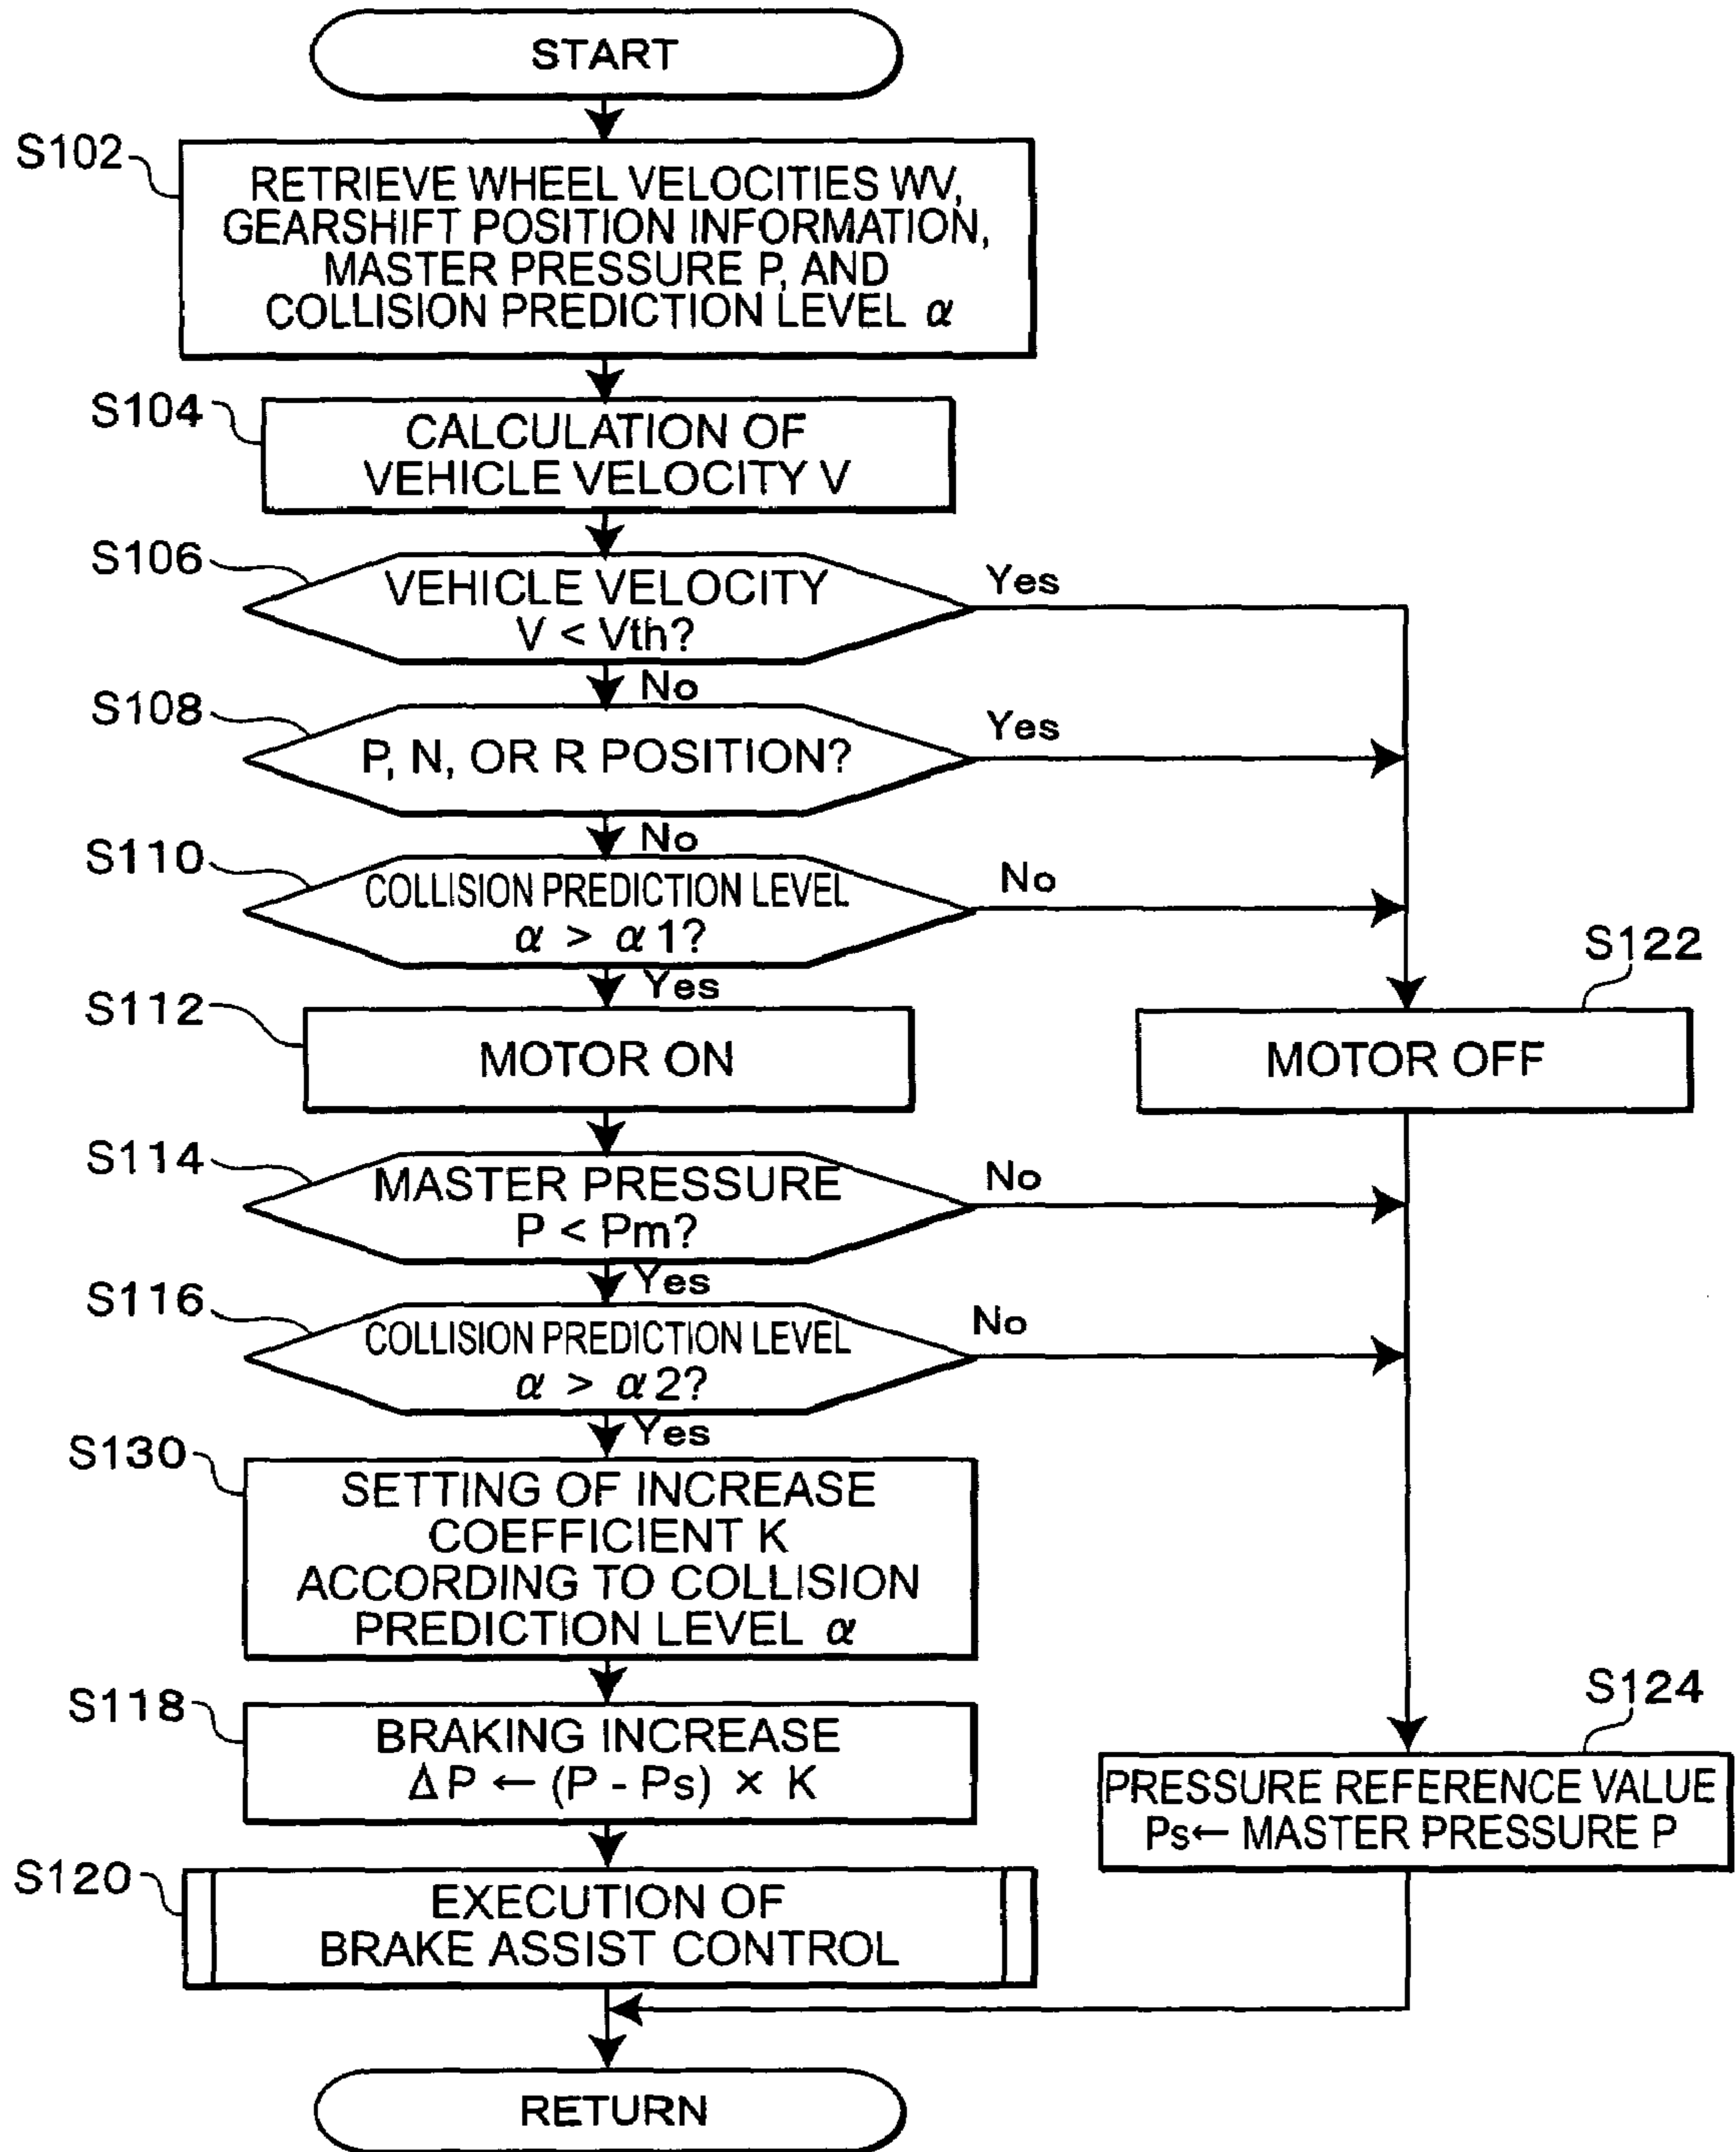 START
S102
RETRIEVE WHEEL VELOCITIES WV,
GEARSHIFT POSITION INFORMATION,
MASTER PRESSURE P, AND
COLLISION PREDICTION LEVEL α
S104
CALCULATION OF
VEHICLE VELOCITY V
S106
VEHICLE VELOCITY
V < Vth?
Yes
No
S108
P, N, OR R POSITION?
Yes
No
S110
COLLISION PREDICTION LEVEL
α > α1?
No
Yes
S112
MOTOR ON
S122
MOTOR OFF
S114
MASTER PRESSURE
P < Pm?
No
Yes
S116
COLLISION PREDICTION LEVEL
α > α2?
No
Yes
S130
SETTING OF INCREASE
COEFFICIENT K
ACCORDING TO COLLISION
PREDICTION LEVEL α
S118
BRAKING INCREASE
ΔP ← (P - Ps) × K
S124
PRESSURE REFERENCE VALUE
Ps← MASTER PRESSURE P
S120
EXECUTION OF
BRAKE ASSIST CONTROL
RETURN